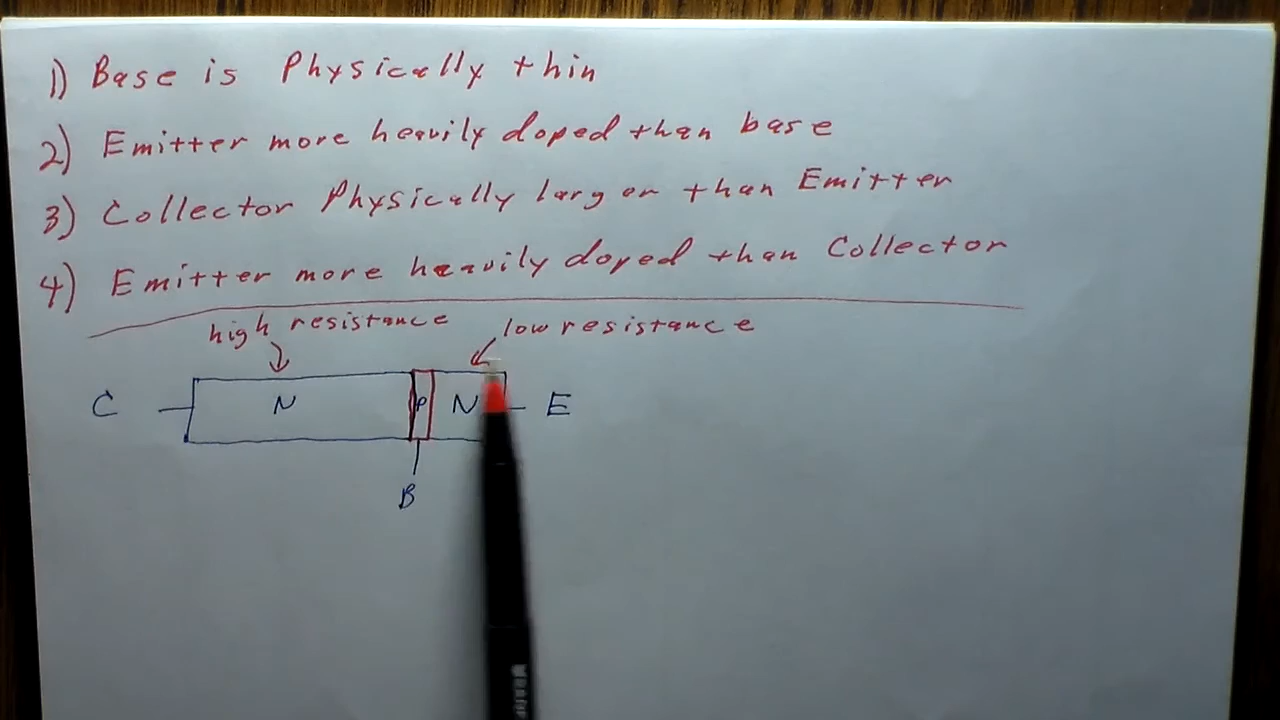 1) Base is Physically thin
2) Emitter more heavily doped than base
3) Collector Physically larger than Emitter
4) Emitter more heavily doped than Collector
high resistance
low resistance
C N P N E
B